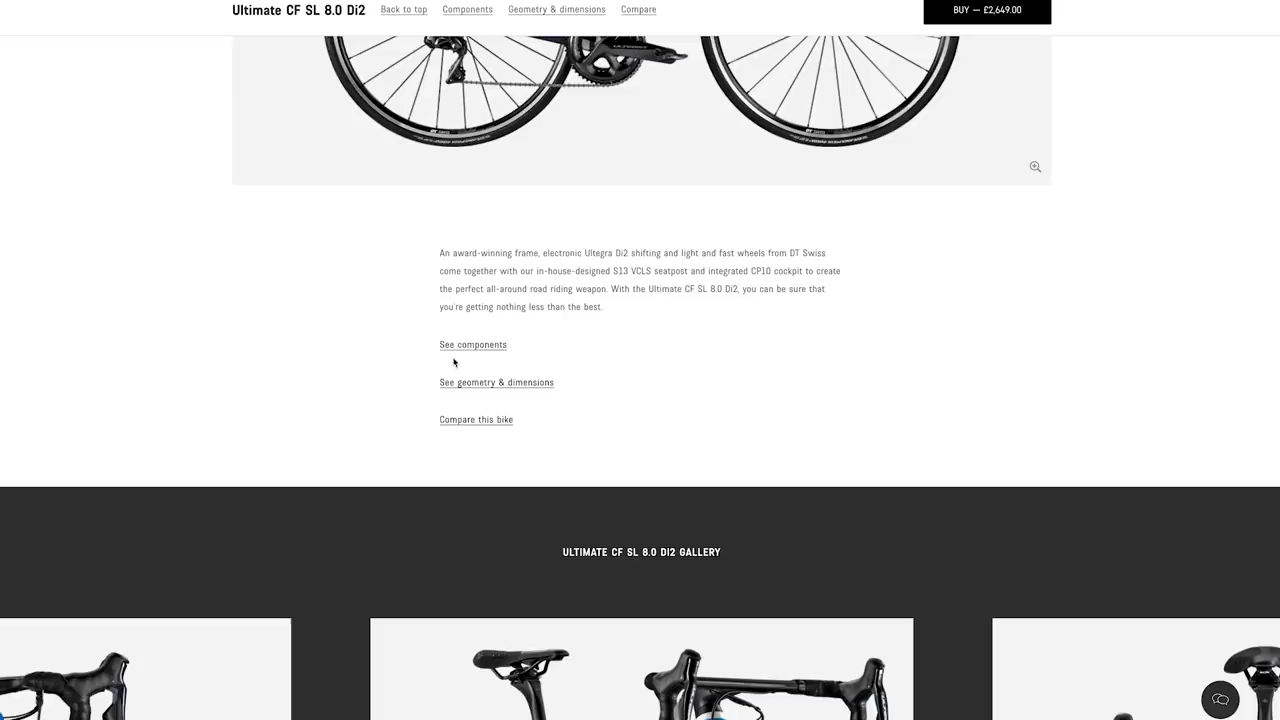 Ultimate CF SL 8.0 Di2 Back to top Components Geometry & dimensions Compare BUY — £2,649.00
ULTEGRA
An award-winning frame, electronic Ultegra Di2 shifting and light and fast wheels from DT Swiss
come together with our in-house-designed S13 VCLS seatpost and integrated CP10 cockpit to create
the perfect all-around road riding weapon. With the Ultimate CF SL 8.0 Di2, you can be sure that
you're getting nothing less than the best.
See components
See geometry & dimensions
Compare this bike
ULTIMATE CF SL 8.0 DI2 GALLERY